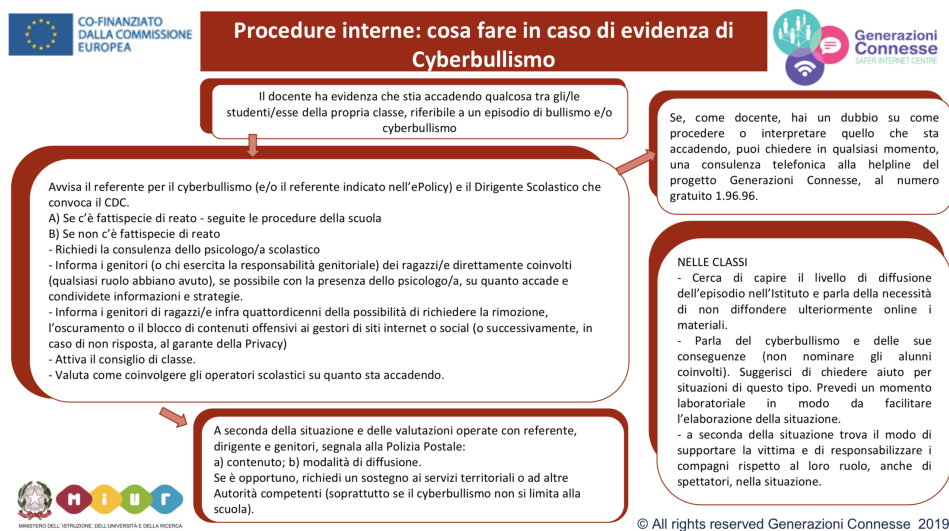 CO-FINANZIATO
DALLA COMMISSIONE
EUROPEA
Procedure interne: cosa fare in caso di evidenza di
Cyberbullismo
Generazioni
Connesse
SAFER INTERNET CENTRE
Il docente ha evidenza che stia accadendo qualcosa tra gli/le
studenti/esse della propria classe, riferibile a un episodio di bullismo e/o
cyberbullismo
Se, come docente, hai un dubbio su come
procedere o interpretare quello che sta
accadendo, puoi chiedere in qualsiasi momento,
una consulenza telefonica alla helpline del
progetto Generazioni Connesse, al numero
gratuito 1.96.96.
Avvisa il referente per il cyberbullismo (e/o il referente indicato nell'ePolicy) e il Dirigente Scolastico che
convoca il CDC.
A) Se c'è fattispecie di reato - seguite le procedure della scuola
B) Se non c'è fattispecie di reato
- Richiedi la consulenza dello psicologo/a scolastico
- Informa i genitori (o chi esercita la responsabilità genitoriale) dei ragazzi/e direttamente coinvolti
(qualsiasi ruolo abbiano avuto), se possibile con la presenza dello psicologo/a, su quanto accade e
condividete informazioni e strategie.
- Informa i genitori di ragazzi/e infra quattordicenni della possibilità di richiedere la rimozione,
l'oscuramento o il blocco di contenuti offensivi ai gestori di siti internet o social (o successivamente, in
caso di non risposta, al garante della Privacy)
- Attiva il consiglio di classe.
- Valuta come coinvolgere gli operatori scolastici su quanto sta accadendo.
NELLE CLASSI
- Cerca di capire il livello di diffusione
dell'episodio nell'Istituto e parla della necessità
di non diffondere ulteriormente online i
materiali.
- Parla del cyberbullismo e delle sue
conseguenze (non nominare gli alunni
coinvolti). Suggerisci di chiedere aiuto per
situazioni di questo tipo. Prevedi un momento
laboratoriale in modo da facilitare
l'elaborazione della situazione.
- a seconda della situazione trova il modo di
supportare la vittima e di responsabilizzare i
compagni rispetto al loro ruolo, anche di
spettatori, nella situazione.
A seconda della situazione e delle valutazioni operate con referente,
dirigente e genitori, segnala alla Polizia Postale:
a) contenuto; b) modalità di diffusione.
Se è opportuno, richiedi un sostegno ai servizi territoriali o ad altre
Autorità competenti (soprattutto se il cyberbullismo non si limita alla
scuola).
miur
MINISTERO DELL' ISTRUZIONE, DELL'UNIVERSITÀ E DELLA RICERCA
© All rights reserved Generazioni Connesse 2019